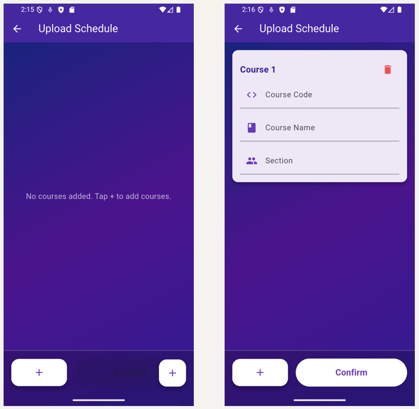 2:15
Upload Schedule
No courses added. Tap + to add courses.
+
Confirm
+
2:16
Upload Schedule
Course 1
<> Course Code
Course Name
Section
+
Confirm